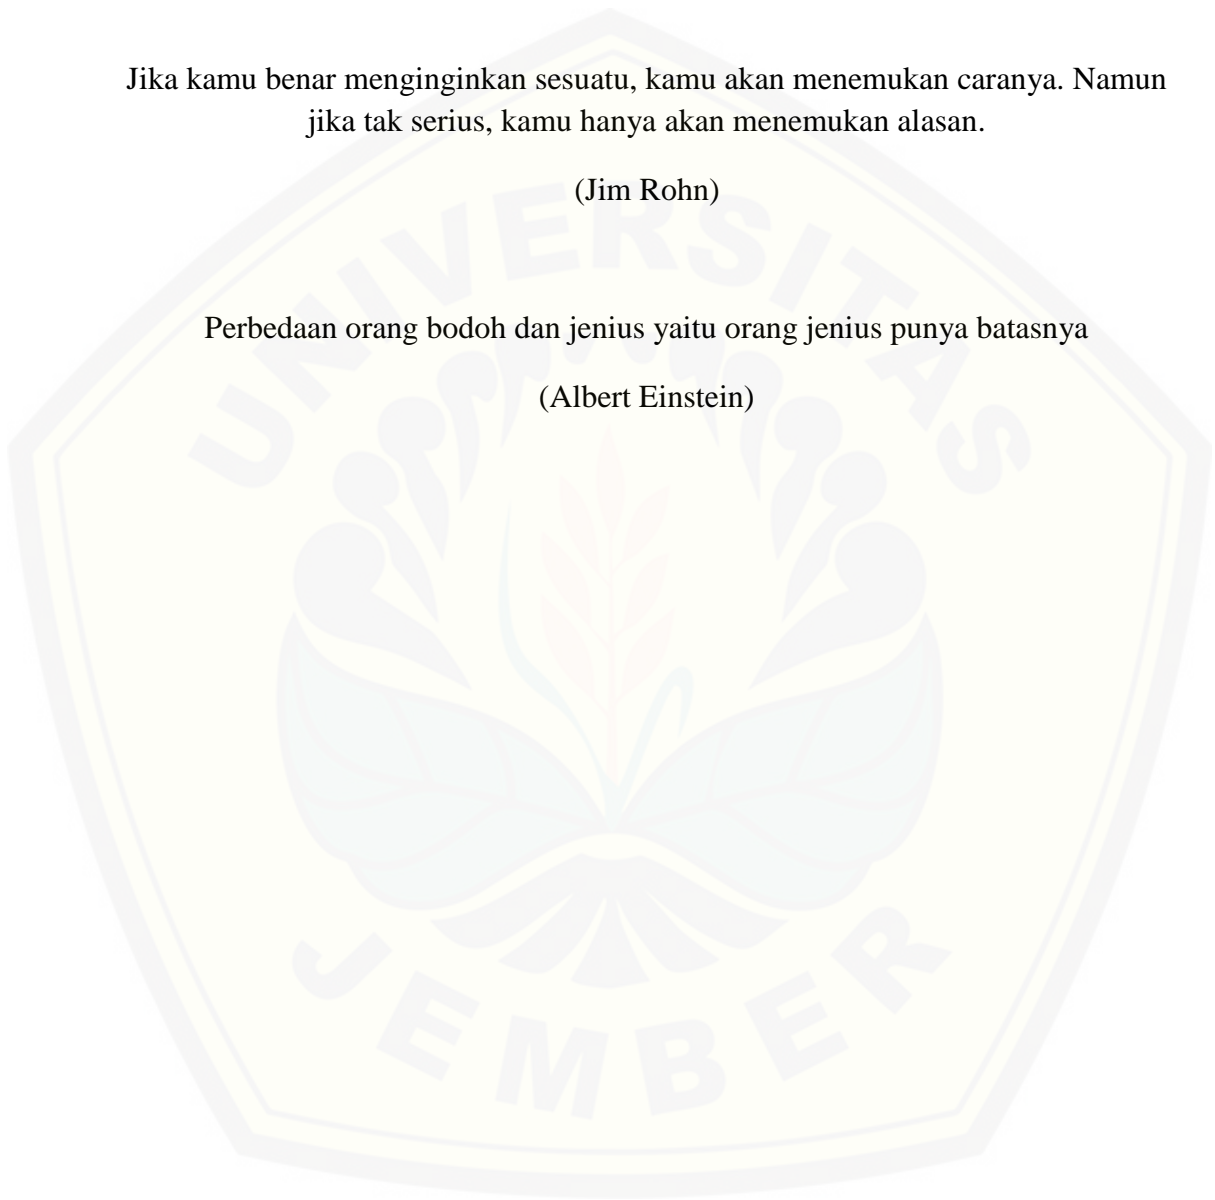 Jika kamu benar menginginkan sesuatu, kamu akan menemukan caranya. Namun
jika tak serius, kamu hanya akan menemukan alasan.
(Jim Rohn)
Perbedaan orang bodoh dan jenius yaitu orang jenius punya batasnya
(Albert Einstein)
UNIVERSITAS
JEMBER